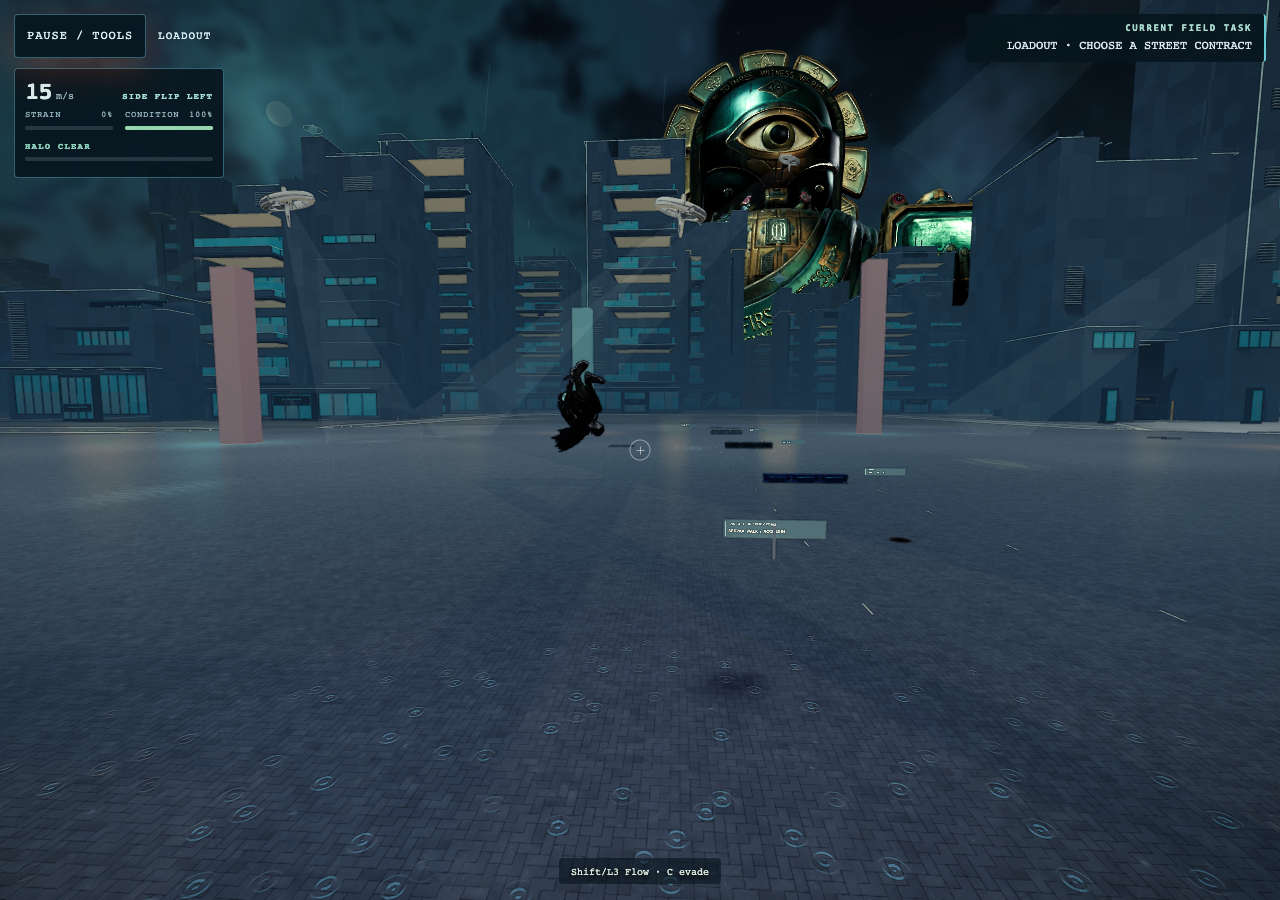 PAUSE / TOOLS
LOADOUT
15 m/s
SIDE FLIP LEFT
STRAIN 0%
CONDITION 100%
HALO CLEAR
CURRENT FIELD TASK
LOADOUT · CHOOSE A STREET CONTRACT
WITNESS
Shift/L3 Flow · C evade